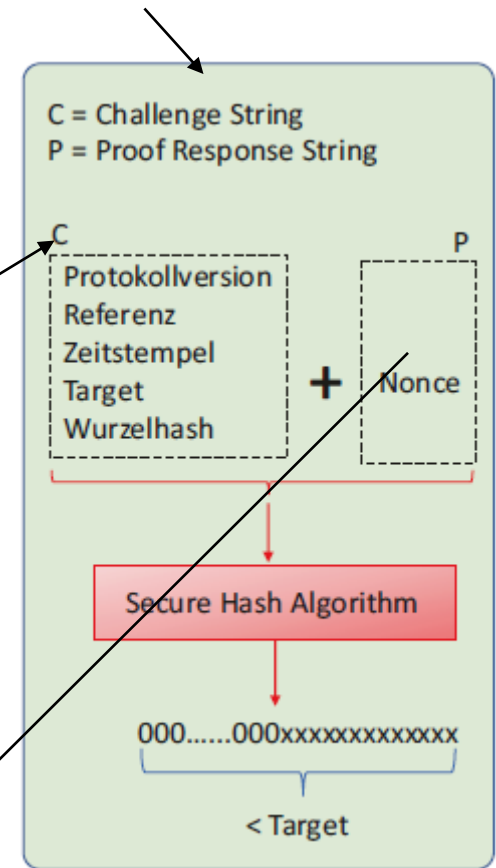 C = Challenge String
P = Proof Response String
C
P
Protokollversion
Referenz
Zeitstempel
Target
Wurzelhash
+
Nonce
Secure Hash Algorithm
000......000xxxxxxxxxxxxx
< Target